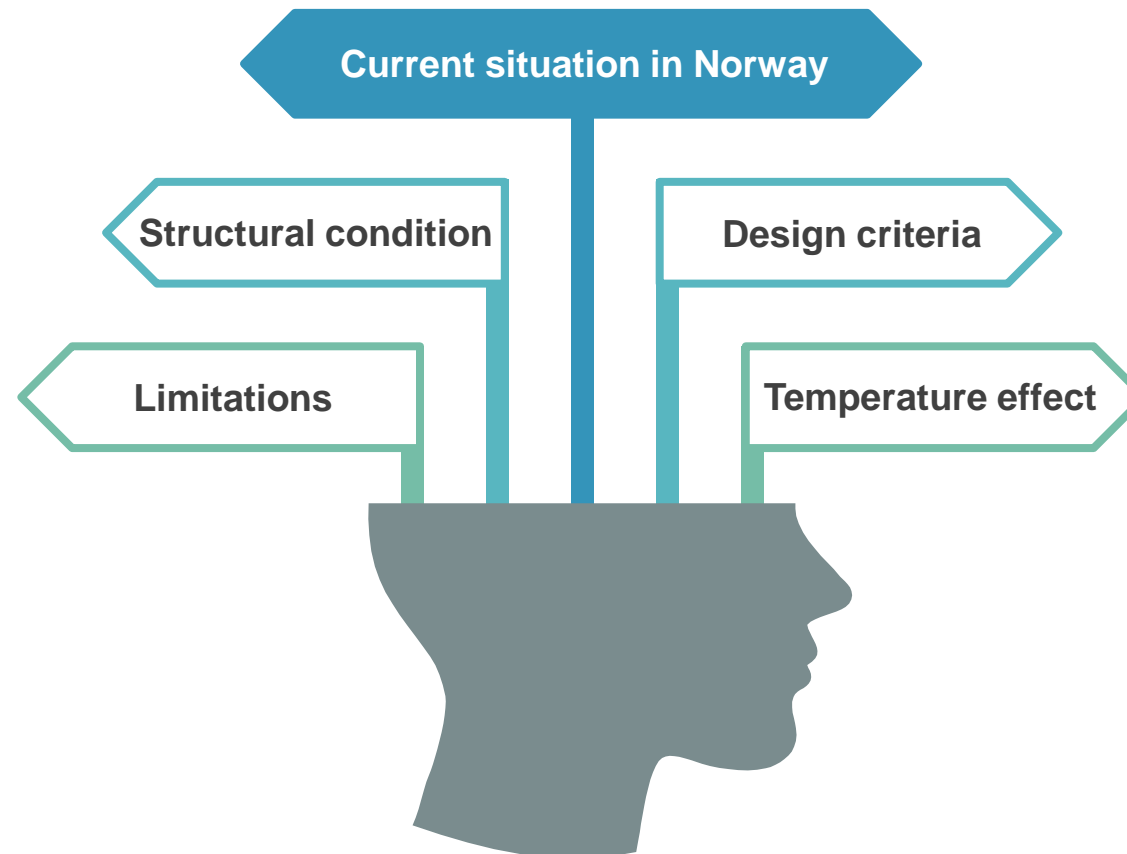 Current situation in Norway
Structural condition
Design criteria
Limitations
Temperature effect